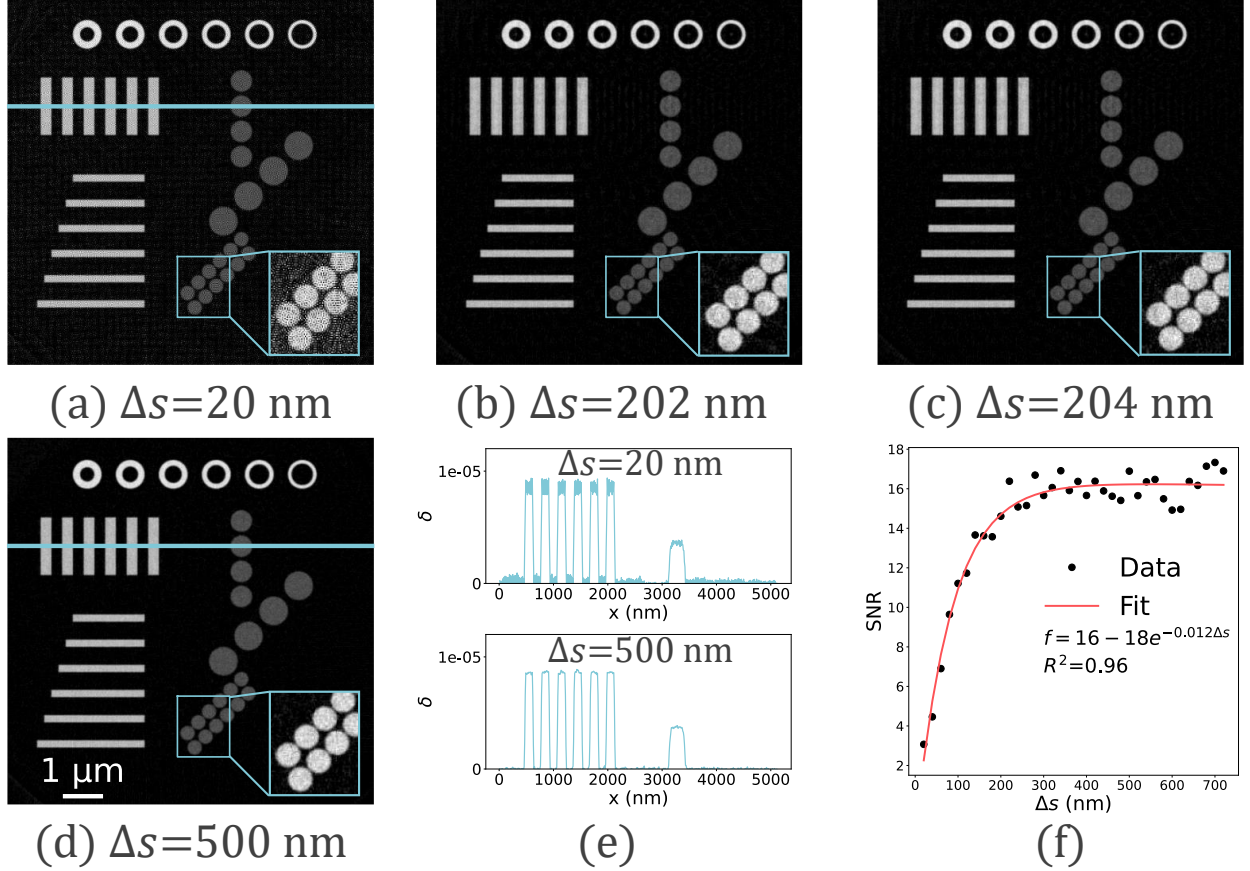 (a) Δs=20 nm
(b) Δs=202 nm
(c) Δs=204 nm
1 μm
(d) Δs=500 nm
1e-05
Δs=20 nm
δ
0
0 1000 2000 3000 4000 5000
x (nm)
1e-05
Δs=500 nm
δ
0
0 1000 2000 3000 4000 5000
x (nm)
(e)
18
16
14
12
10
8
6
4
2
SNR
Data
Fit
f = 16 − 18e^{−0.012Δs}
R²=0.96
0 100 200 300 400 500 600 700
Δs (nm)
(f)